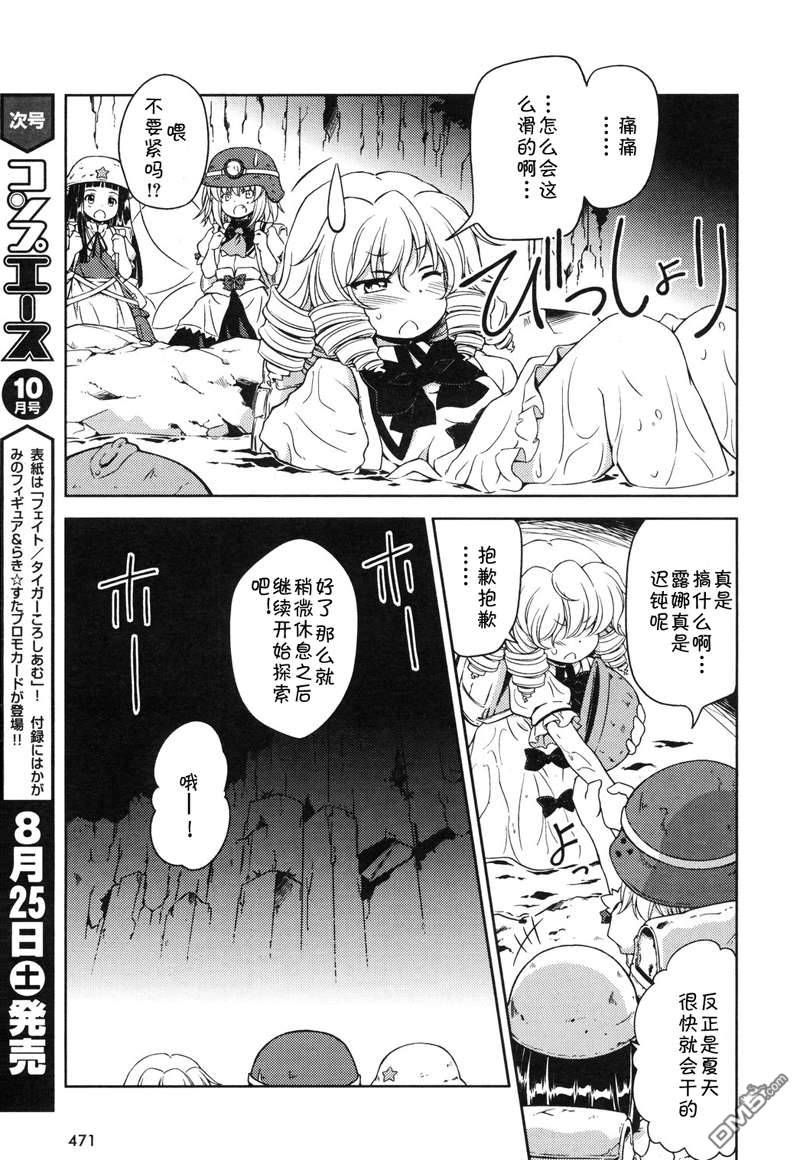 痛痛
……
…怎么会这
么滑的啊…
喂
不要紧吗!?
びっしょり
真是
搞什么啊…
露娜真是
迟钝呢
抱歉抱歉
……
よっ
反正是夏天
很快就会干的
好了那么就
稍微休息之后
继续开始探索
吧!
哦
ー!
ホー
ホー
次号
コンプエース
10
月号
表紙は「フェイト/タイガーころしあむ」! 付録にはかが
みのフィギュア&らき☆すたプロモカードが登場!!
8月25日土発売
471
DM5.com